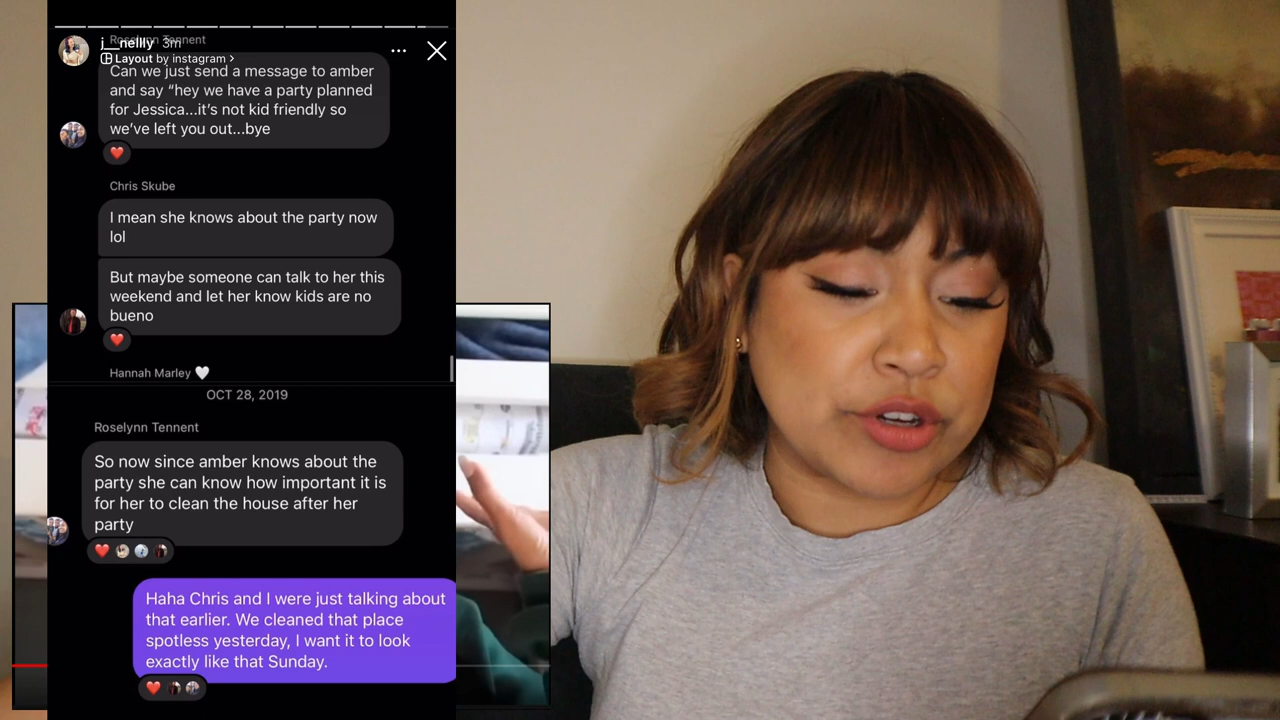 Roselynn Tennent
j__nellly 3m
Layout by instagram >
Can we just send a message to amber
and say “hey we have a party planned
for Jessica...it’s not kid friendly so
we’ve left you out...bye
Chris Skube
I mean she knows about the party now
lol
But maybe someone can talk to her this
weekend and let her know kids are no
bueno
Hannah Marley 🤍
OCT 28, 2019
Roselynn Tennent
So now since amber knows about the
party she can know how important it is
for her to clean the house after her
party
Haha Chris and I were just talking about
that earlier. We cleaned that place
spotless yesterday, I want it to look
exactly like that Sunday.